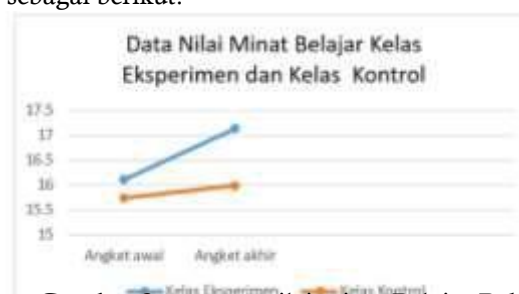 sebagai berikut:
Data Nilai Minat Belajar Kelas
Eksperimen dan Kelas Kontrol
17.5
17
16.5
16
15.5
15
Angket awal Angket akhir
Kelas Eksperimen Kelas Kontrol